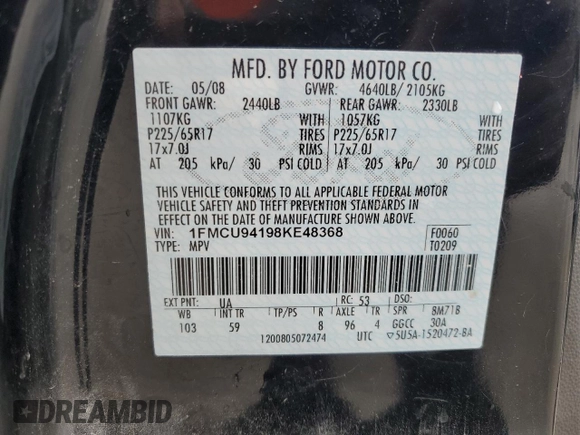 MFD. BY FORD MOTOR CO.
DATE: 05/08 GVWR: 4640LB/ 2105KG
FRONT GAWR: 2440LB REAR GAWR: 2330LB
1107KG WITH 1057KG WITH
P225/65R17 TIRES P225/65R17 TIRES
17x7.0J RIMS 17x7.0J RIMS
AT 205 kPa/ 30 PSI COLD AT 205 kPa/ 30 PSI COLD
THIS VEHICLE CONFORMS TO ALL APPLICABLE FEDERAL MOTOR
VEHICLE SAFETY AND THEFT PREVENTION STANDARDS IN
EFFECT ON THE DATE OF MANUFACTURE SHOWN ABOVE.
VIN: 1FMCU94198KE48368 F0060
TYPE: MPV T0209
EXT PNT: UA RC: 53 DSO:
WB INT TR TP/PS R AXLE TR SPR 8M71B
103 59 8 96 4 GGCC 30A
1200805072474 UTC 5U5A-1520472-BA
DREAMBID